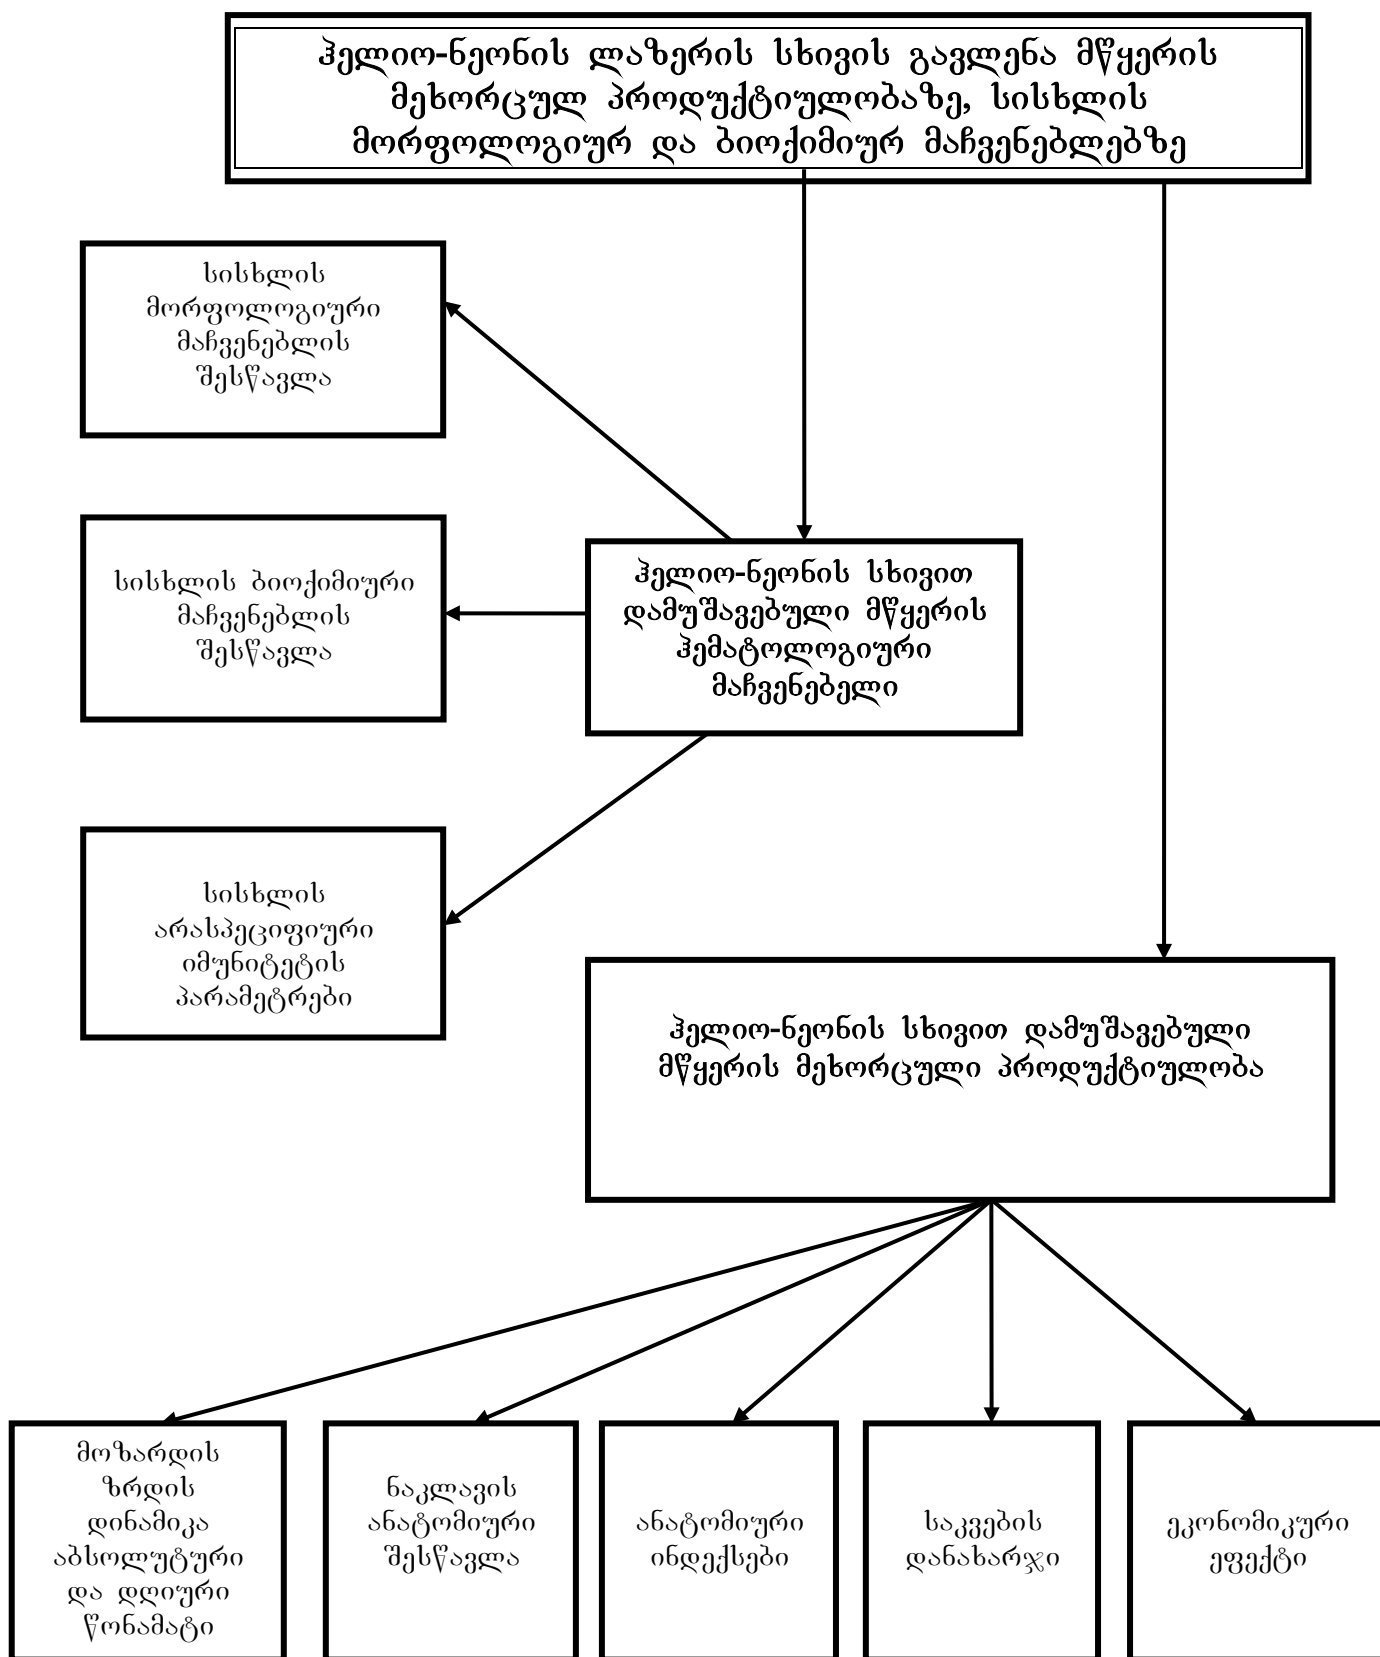 ჰელიო-ნეონის ლაზერის სხივის გავლენა მწყერის
მეხორცულ პროდუქტიულობაზე, სისხლის
მორფოლოგიურ და ბიოქიმიურ მაჩვენებლებზე
სისხლის
მორფოლოგიური
მაჩვენებლის
შესწავლა
სისხლის ბიოქიმიური
მაჩვენებლის
შესწავლა
ჰელიო-ნეონის სხივით
დამუშავებული მწყერის
ჰემატოლოგიური
მაჩვენებელი
სისხლის
არასპეციფიური
იმუნიტეტის
პარამეტრები
ჰელიო-ნეონის სხივით დამუშავებული
მწყერის მეხორცული პროდუქტიულობა
მოზარდის
ზრდის
დინამიკა
აბსოლუტური
და დღიური
წონამატი
ნაკლავის
ანატომიური
შესწავლა
ანატომიური
ინდექსები
საკვების
დანახარჯი
ეკონომიკური
ეფექტი